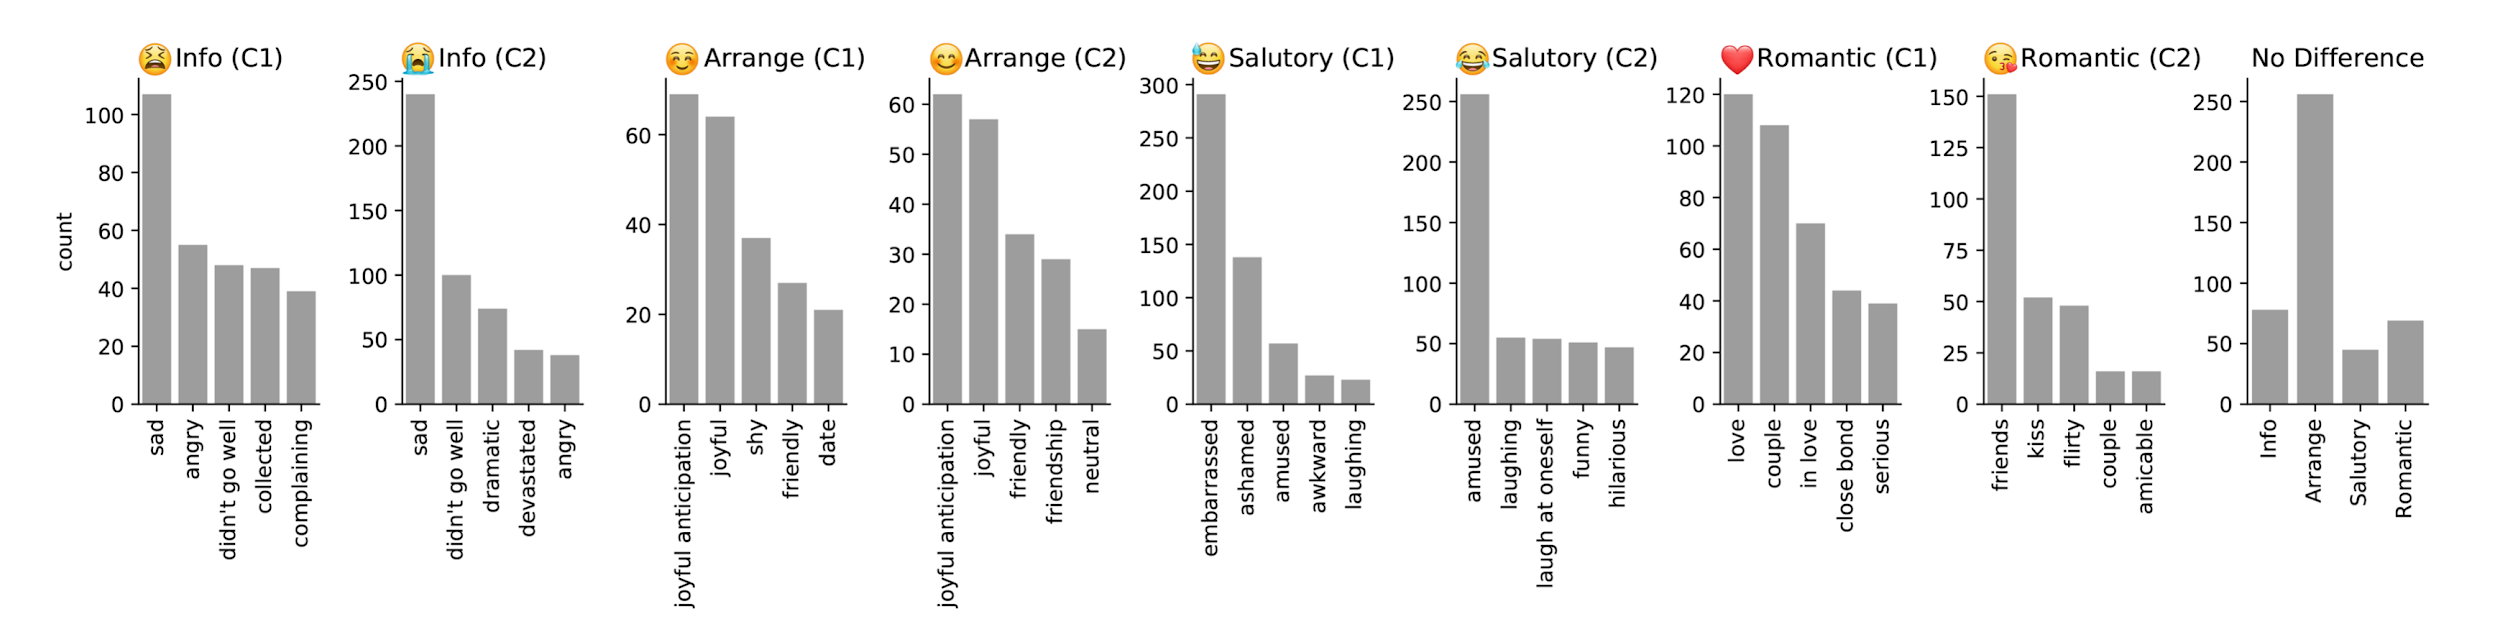 😫Info (C1)
😭Info (C2)
☺️Arrange (C1)
😊Arrange (C2)
😅Salutory (C1)
😂Salutory (C2)
❤️Romantic (C1)
😘Romantic (C2)
No Difference
count
100
80
60
40
20
0
sad
angry
didn't go well
collected
complaining
250
200
150
100
50
0
sad
didn't go well
dramatic
devastated
angry
60
40
20
0
joyful anticipation
joyful
shy
friendly
date
60
50
40
30
20
10
0
joyful anticipation
joyful
friendly
friendship
neutral
300
250
200
150
100
50
0
embarrassed
ashamed
amused
awkward
laughing
250
200
150
100
50
0
amused
laughing
laugh at oneself
funny
hilarious
120
100
80
60
40
20
0
love
couple
in love
close bond
serious
150
125
100
75
50
25
0
friends
kiss
flirty
couple
amicable
250
200
150
100
50
0
Info
Arrange
Salutory
Romantic